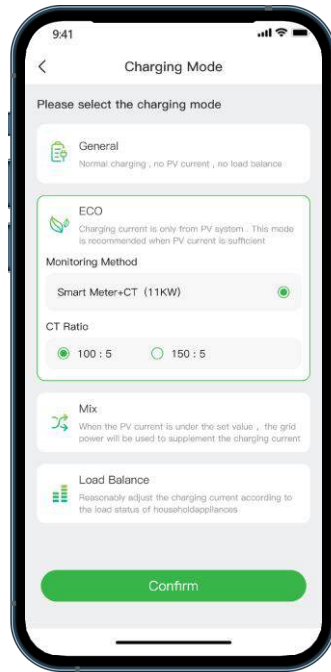 9:41
Charging Mode
Please select the charging mode
General
Normal charging , no PV current , no load balance
ECO
Charging current is only from PV system . This mode
is recommended when PV current is sufficient
Monitoring Method
Smart Meter+CT (11KW)
CT Ratio
100 : 5
150 : 5
Mix
When the PV current is under the set value , the grid
power will be used to supplement the charging current
Load Balance
Reasonably adjust the charging current according to
the load status of householdappliances
Confirm